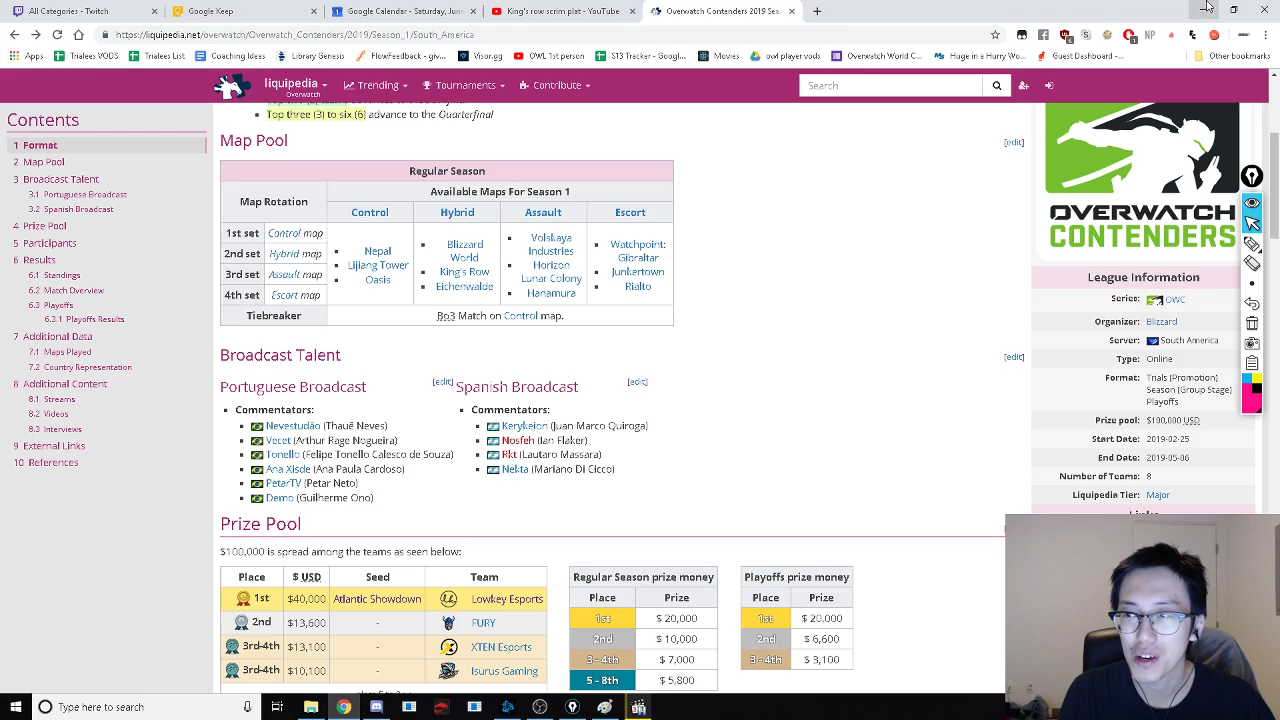 All Categories - Twitch
Google Keep
Google Calendar - Saturday, June
King's row scrim plat - YouTube
Overwatch Contenders 2019 Seas
https://liquipedia.net/overwatch/Overwatch_Contenders/2019/Season_1/South_America
Apps
Anichart
Icons8
Library Genesis
FlowFeedback - giv...
Visor.gg
OWL 1st person
S13 Tracker - Goog...
Movies
owl player vods
Overwatch World C...
Huge in a Hurry Wo...
Guest Dashboard -...
Other bookmarks
liquipedia
Overwatch
Trending
Tournaments
Contribute
Search
Contents
1 Format
2 Map Pool
3 Broadcast Talent
3.1 Portuguese Broadcast
3.2 Spanish Broadcast
4 Prize Pool
5 Participants
6 Results
6.1 Standings
6.2 Match Overview
6.3 Playoffs
6.3.1 Playoffs Results
7 Additional Data
7.1 Maps Played
7.2 Country Representation
8 Additional Content
8.1 Streams
8.2 Videos
8.3 Interviews
9 External Links
10 References
Top three (3) to six (6) advance to the Quarterfinal
Map Pool
[edit]
Regular Season
Map Rotation
Available Maps For Season 1
Control Hybrid Assault Escort
1st set Control map
2nd set Hybrid map
3rd set Assault map
4th set Escort map
Nepal
Lijiang Tower
Oasis
Blizzard World
King's Row
Eichenwalde
Volskaya Industries
Horizon Lunar Colony
Hanamura
Watchpoint: Gibraltar
Junkertown
Rialto
Tiebreaker Bo3 Match on Control map.
Broadcast Talent
[edit]
Portuguese Broadcast
[edit]
Commentators:
Nevestudão (Thauê Neves)
Vecet (Arthur Rage Nogueira)
Tonello (Felipe Tonello Calesco de Souza)
Ana Xisde (Ana Paula Cardoso)
PetarTV (Petar Neto)
Demo (Guilherme Ono)
Spanish Broadcast
[edit]
Commentators:
Kerykeion (Juan Marco Quiroga)
Nosfeh (Ian Flaker)
Rkt (Lautaro Massara)
Nekta (Mariano Di Cicco)
Prize Pool
$100,000 is spread among the teams as seen below:
Place $ USD Seed Team
1st $40,000 Atlantic Showdown Lowkey Esports
2nd $13,600 - FURY
3rd-4th $13,100 - XTEN Esports
3rd-4th $10,100 - Isurus Gaming
Regular Season prize money
Place Prize
1st $ 20,000
2nd $ 10,000
3 - 4th $ 7,000
5 - 8th $ 5,800
Playoffs prize money
Place Prize
1st $ 20,000
2nd $ 6,600
3 - 4th $ 3,100
OVERWATCH
CONTENDERS
League Information
Series: OWC
Organizer: Blizzard
Server: South America
Type: Online
Format: Trials (Promotion)
Season (Group Stage)
Playoffs
Prize pool: $100,000 USD
Start Date: 2019-02-25
End Date: 2019-05-06
Number of Teams: 8
Liquipedia Tier: Major
Type here to search